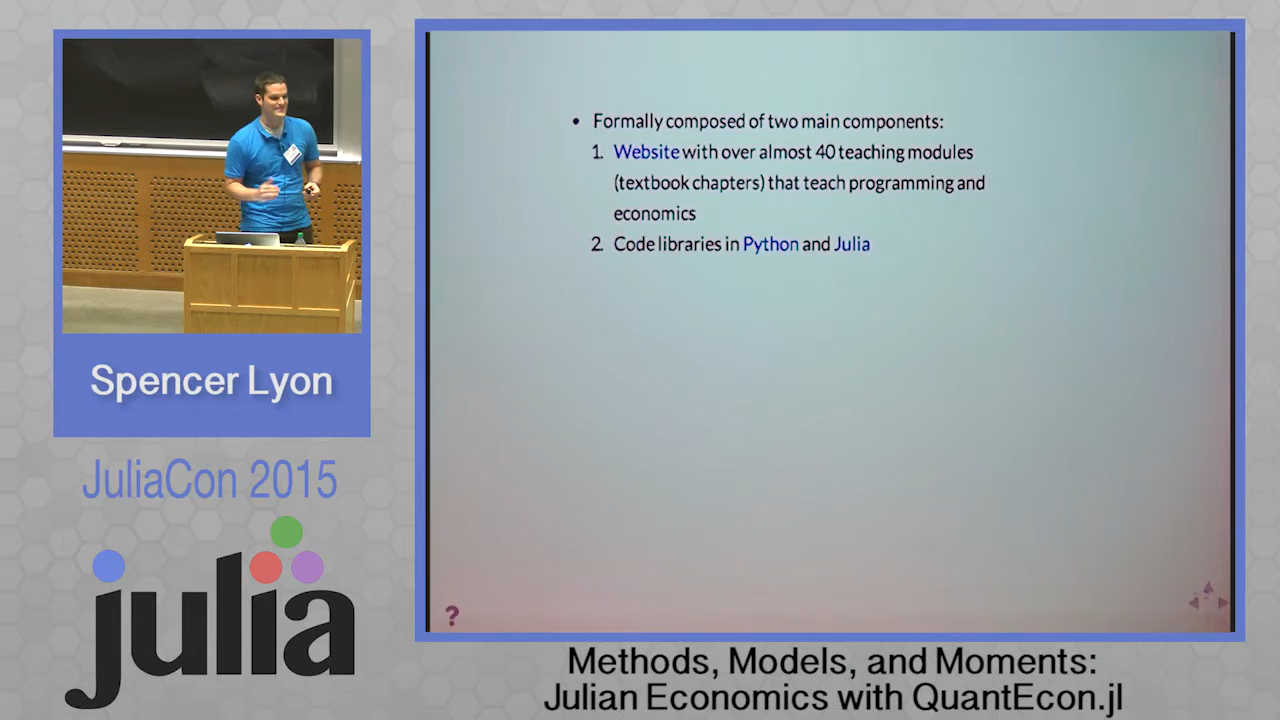 • Formally composed of two main components:
1. Website with over almost 40 teaching modules
(textbook chapters) that teach programming and
economics
2. Code libraries in Python and Julia
?
Spencer Lyon
JuliaCon 2015
julia
Methods, Models, and Moments:
Julian Economics with QuantEcon.jl